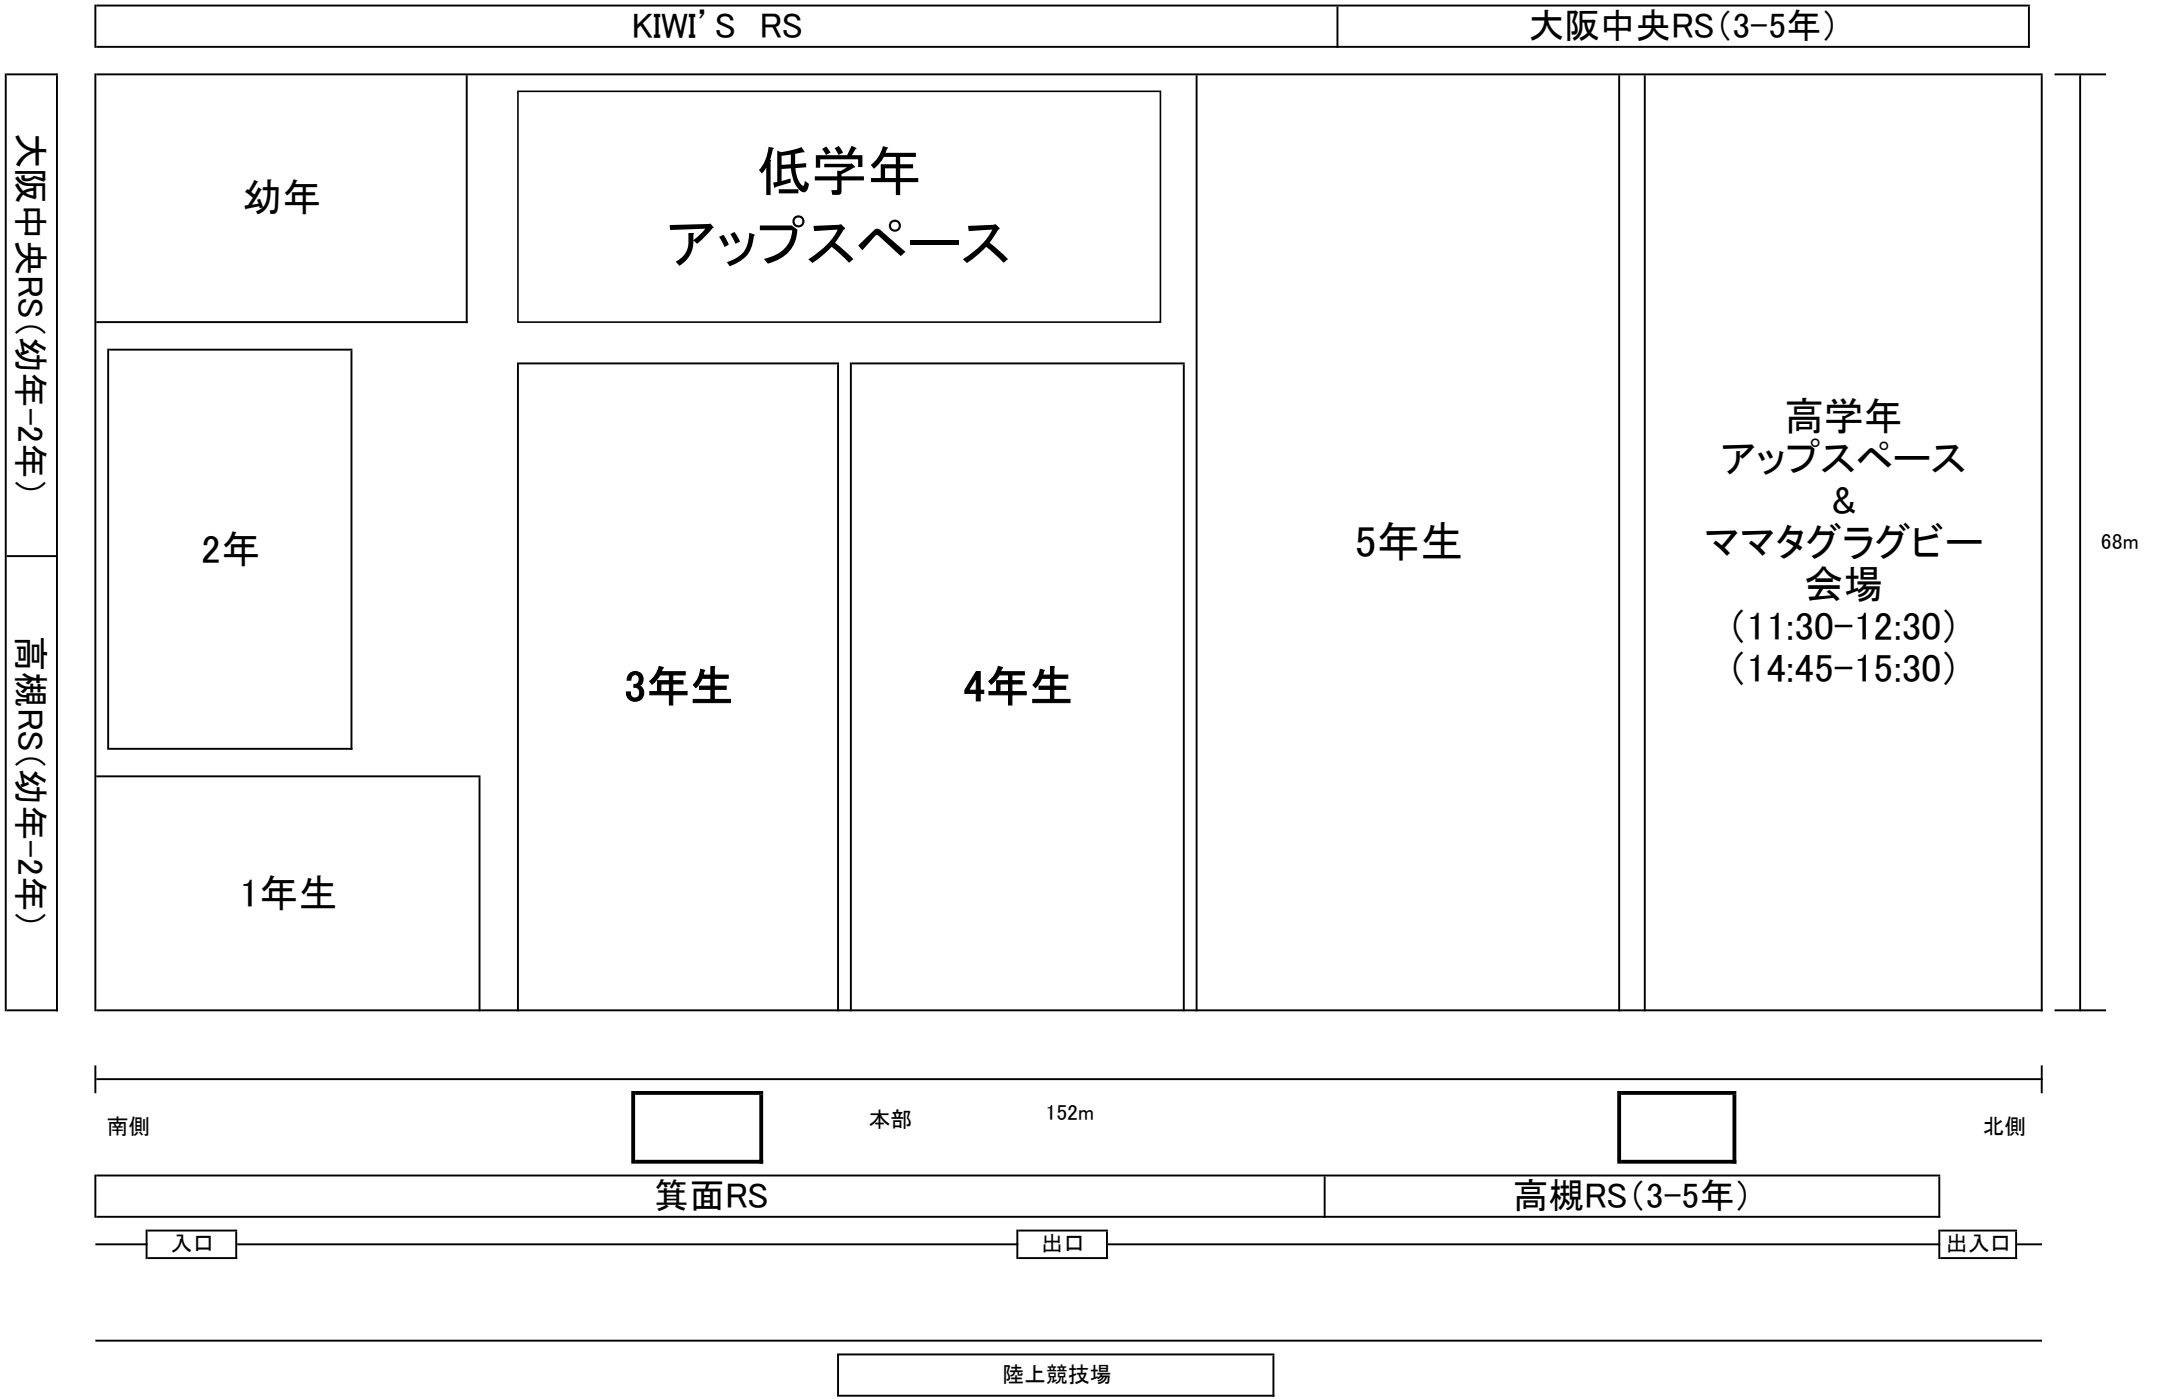 KIWI'S RS
大阪中央RS(3-5年)
大阪中央RS(幼年-2年)
高槻RS(幼年-2年)
幼年
低学年
アップスペース
2年
1年生
3年生
4年生
5年生
高学年
アップスペース
&
ママタグラグビー
会場
(11:30-12:30)
(14:45-15:30)
68m
南側
本部
152m
北側
箕面RS
高槻RS(3-5年)
入口
出口
出入口
陸上競技場